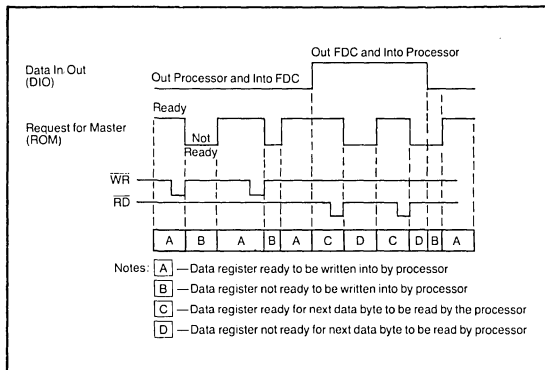 Out FDC and Into Processor
Data In Out
(DIO)
Out Processor and Into FDC
Ready
Request for Master
(ROM)
Not
Ready
WR
RD
A B A B A C D C D B A
Notes: A — Data register ready to be written into by processor
B — Data register not ready to be written into by processor
C — Data register ready for next data byte to be read by the processor
D — Data register not ready for next data byte to be read by processor